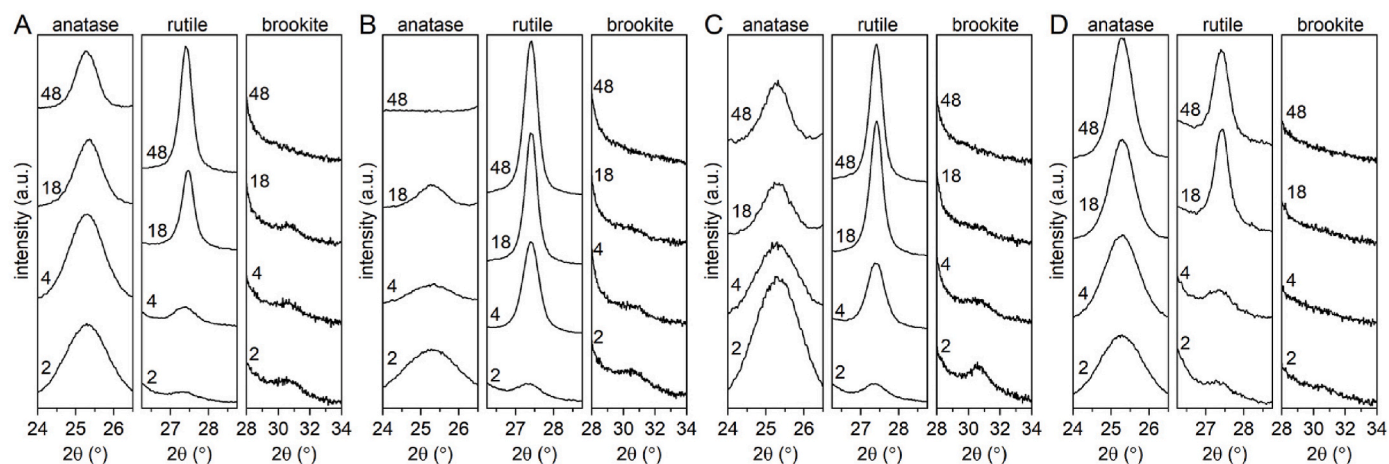 A anatase rutile brookite B anatase rutile brookite C anatase rutile brookite D anatase rutile brookite
intensity (a.u.) intensity (a.u.) intensity (a.u.) intensity (a.u.)
48 48 48 48 48 48 48 48 48 48 48 48
18 18 18 18 18 18 18 18 18 18 18 18
4 4 4 4 4 4 4 4 4 4 4 4
2 2 2 2 2 2 2 2 2 2 2 2
24 25 26 27 28 28 30 32 34 24 25 26 27 28 28 30 32 34 24 25 26 27 28 28 30 32 34 24 25 26 27 28 28 30 32 34
2θ (°) 2θ (°) 2θ (°) 2θ (°) 2θ (°) 2θ (°) 2θ (°) 2θ (°) 2θ (°) 2θ (°) 2θ (°) 2θ (°)